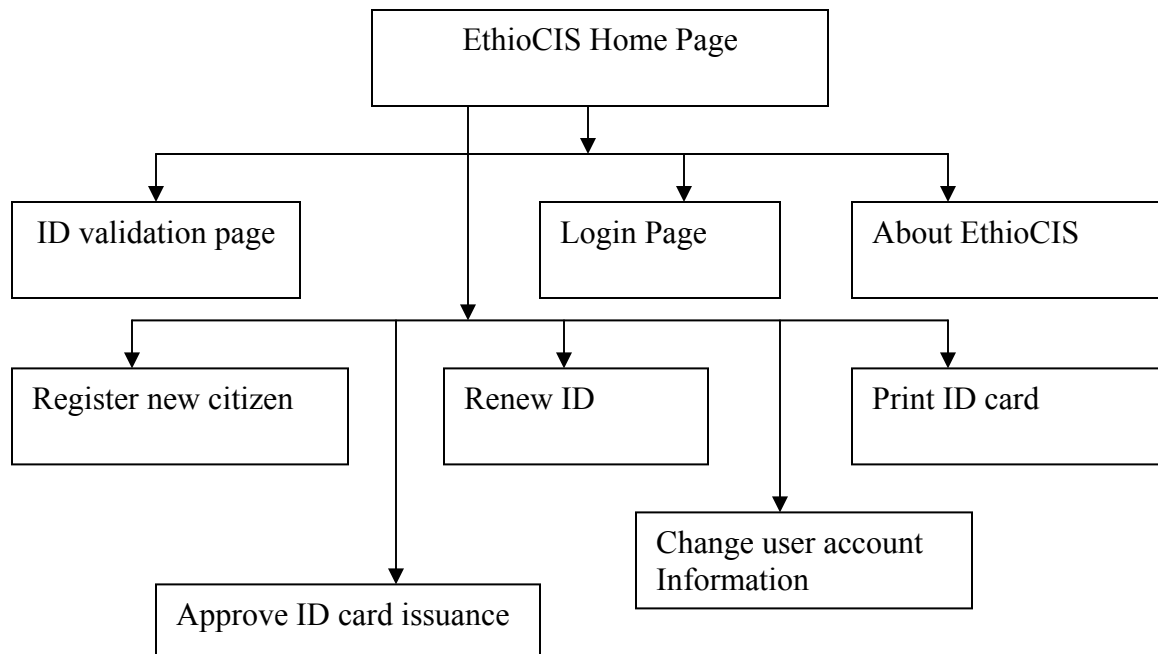 EthioCIS Home Page
ID validation page
Login Page
About EthioCIS
Register new citizen
Renew ID
Print ID card
Change user account
Information
Approve ID card issuance